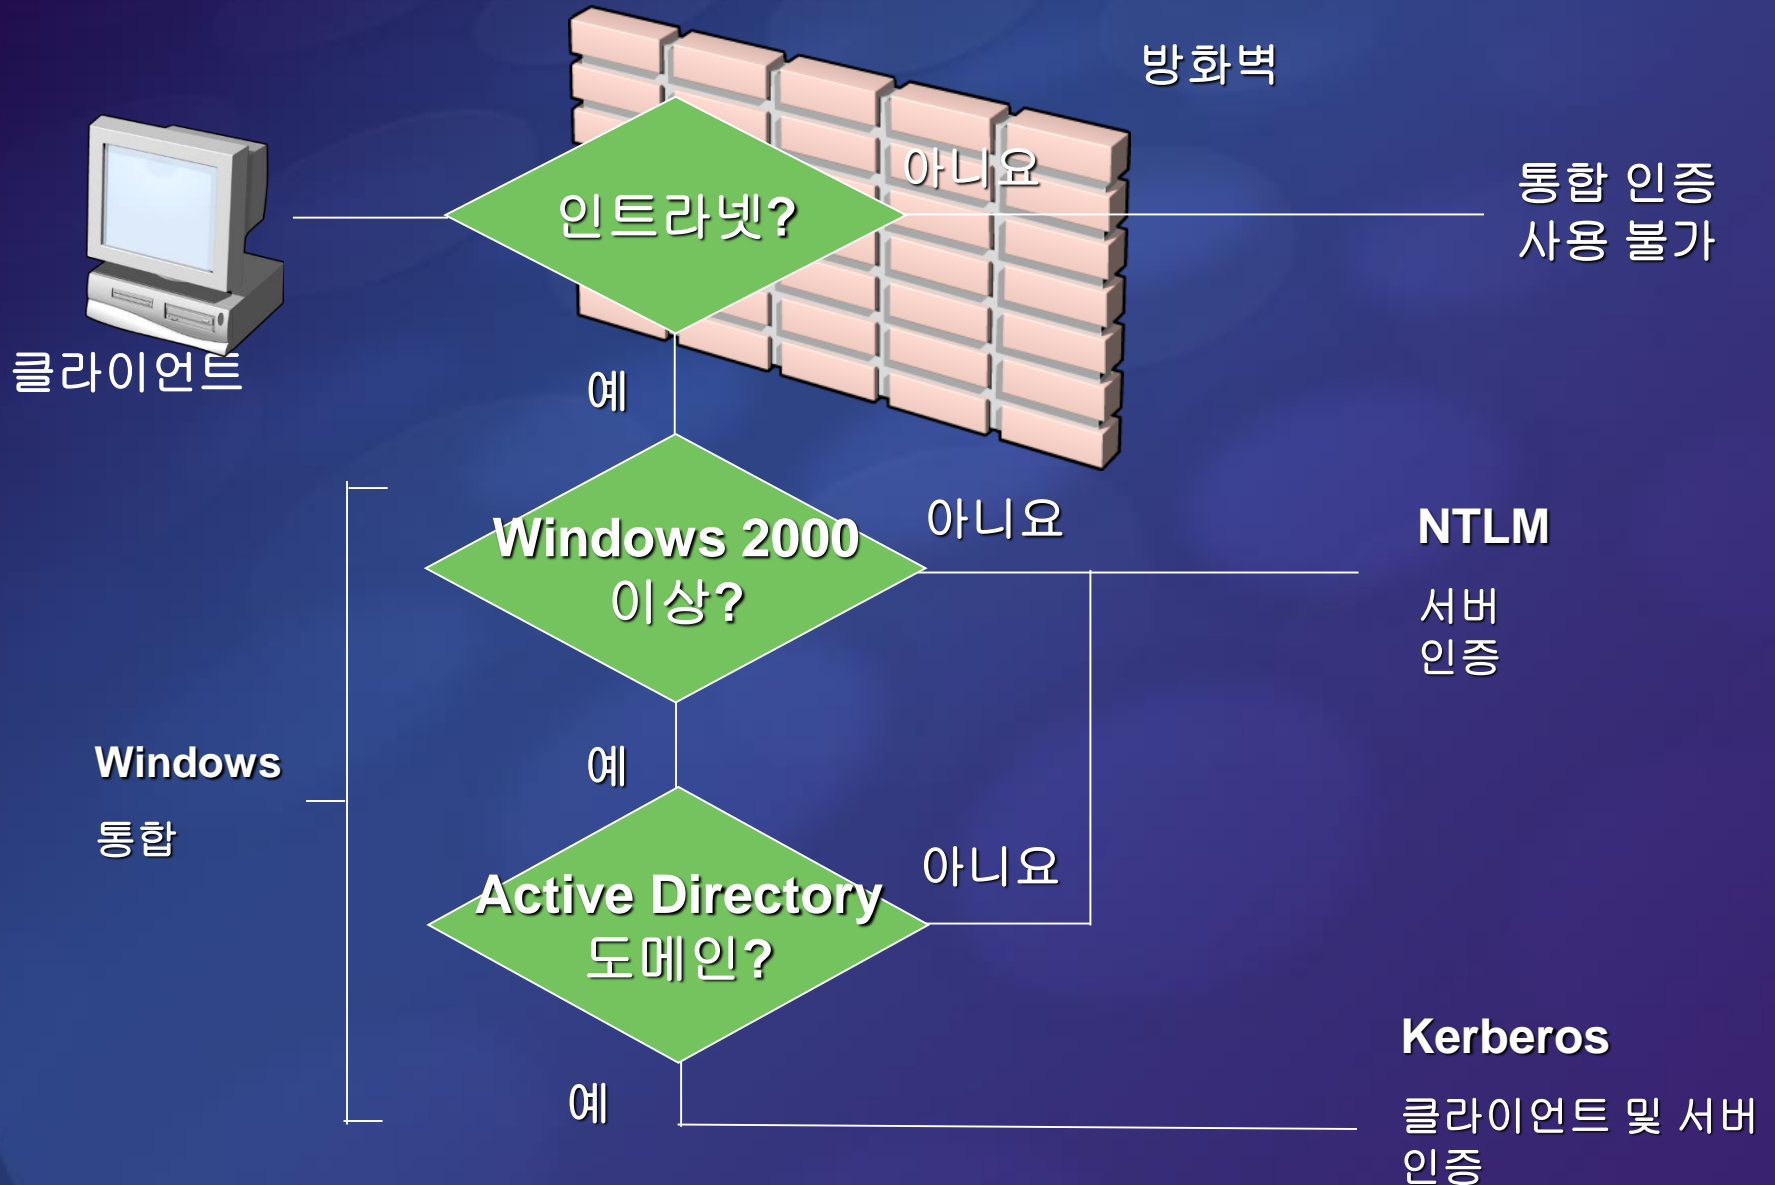 방화벽
아니요
인트라넷?
통합 인증
사용 불가
클라이언트
예
Windows 2000
이상?
아니요
NTLM
서버
인증
Windows
통합
예
Active Directory
도메인?
아니요
예
Kerberos
클라이언트 및 서버
인증